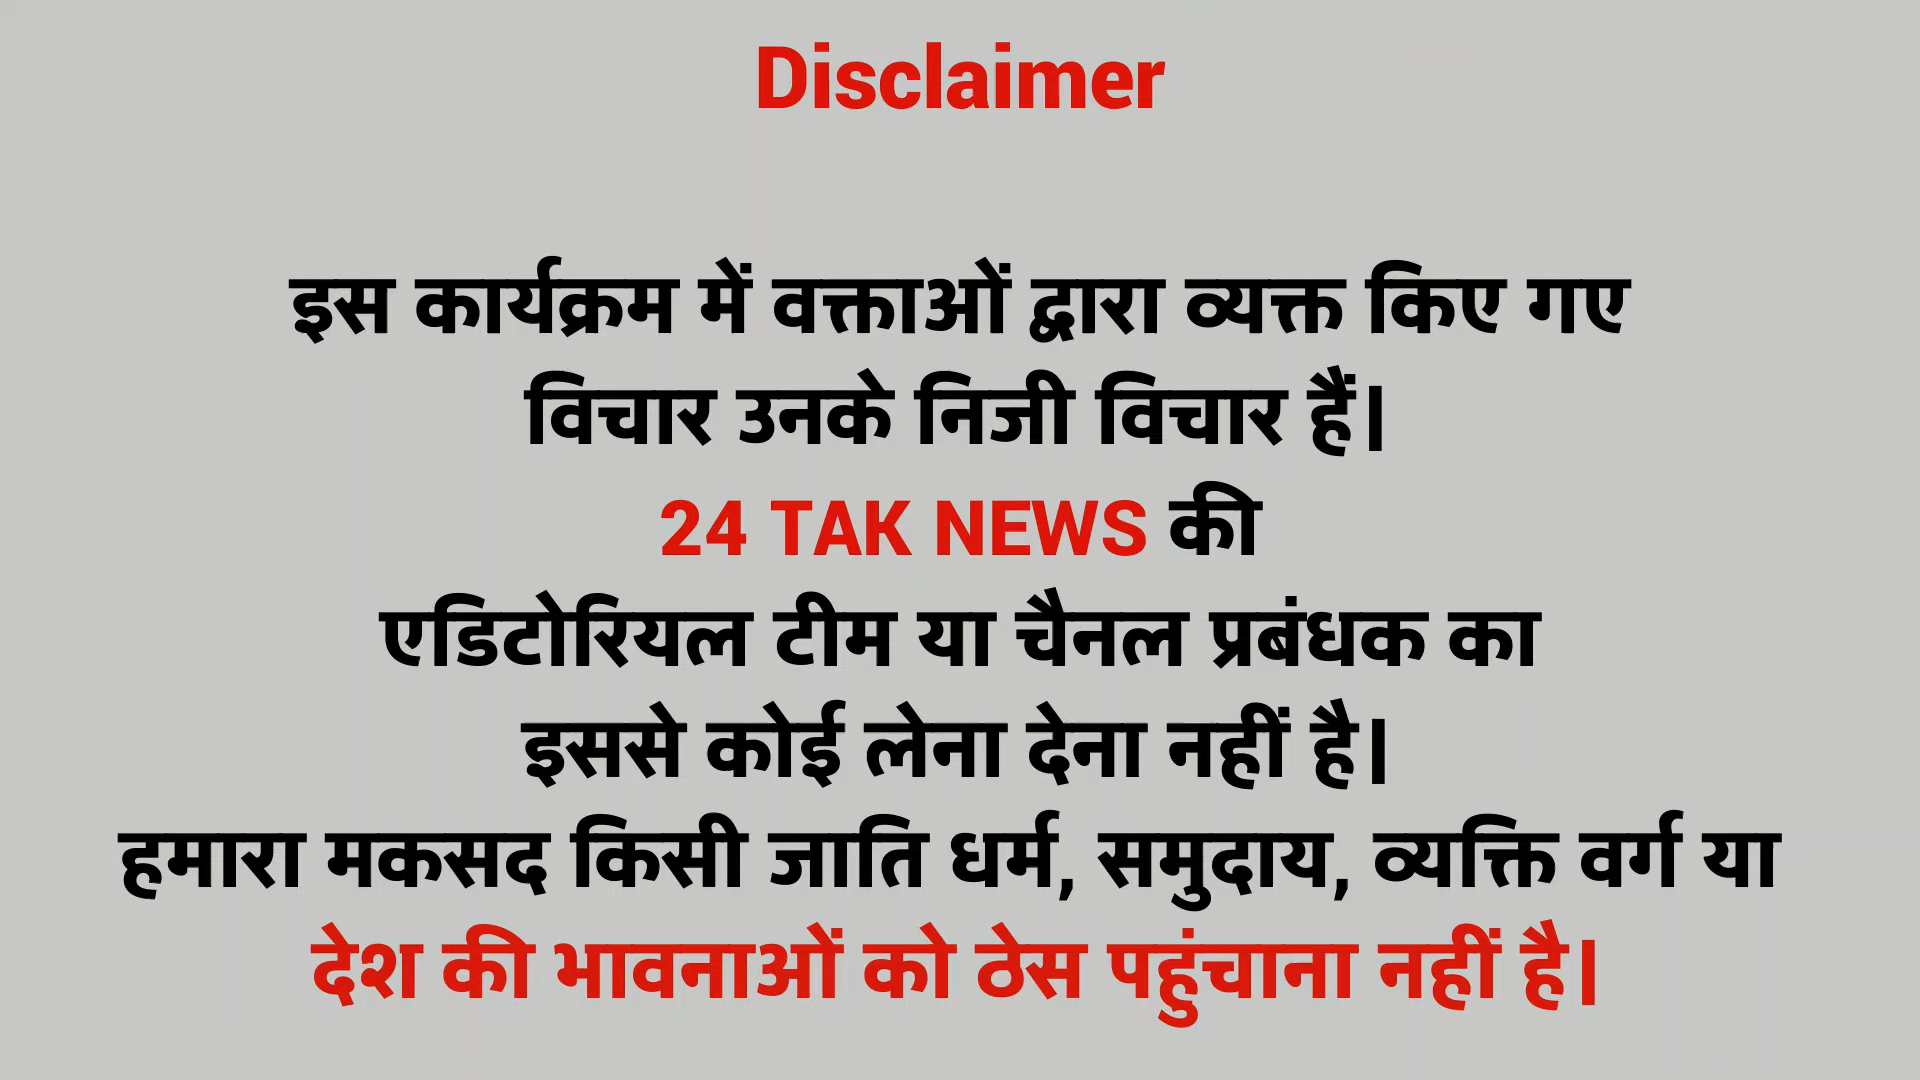 Disclaimer
इस कार्यक्रम में वक्ताओं द्वारा व्यक्त किए गए
विचार उनके निजी विचार हैं।
24 TAK NEWS की
एडिटोरियल टीम या चैनल प्रबंधक का
इससे कोई लेना देना नहीं है।
हमारा मकसद किसी जाति धर्म, समुदाय, व्यक्ति वर्ग या
देश की भावनाओं को ठेस पहुंचाना नहीं है।